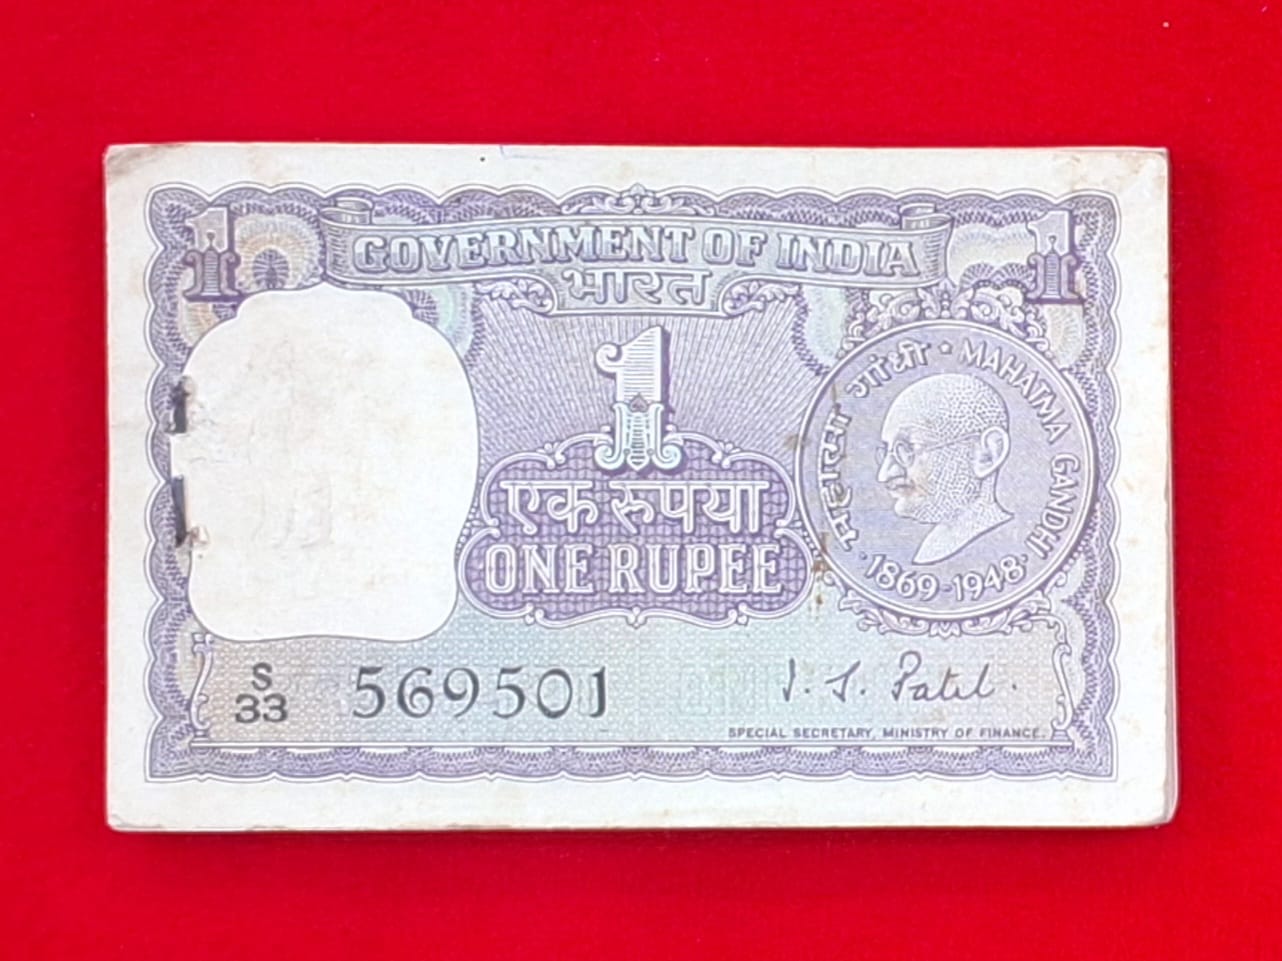 1 1
GOVERNMENT OF INDIA
भारत
1
महात्मा गांधी * MAHATMA GANDHI
· 1869-1948 ·
एक रुपया
ONE RUPEE
S
33 569501
I. J. Patel.
SPECIAL SECRETARY, MINISTRY OF FINANCE.